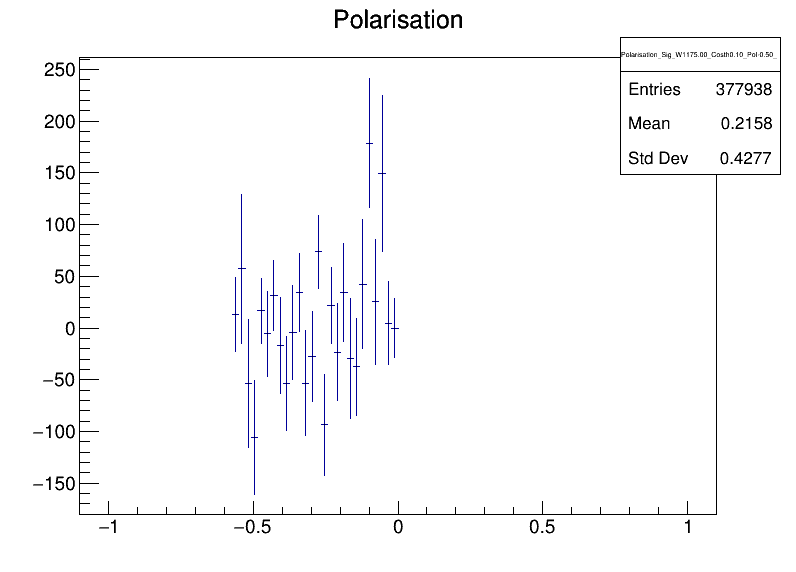 Polarisation
Polarisation_Sig_W1175.00_Costh0.10_Pol-0.50_
Entries 377938
Mean 0.2158
Std Dev 0.4277
250
200
150
100
50
0
−50
−100
−150
−1 −0.5 0 0.5 1